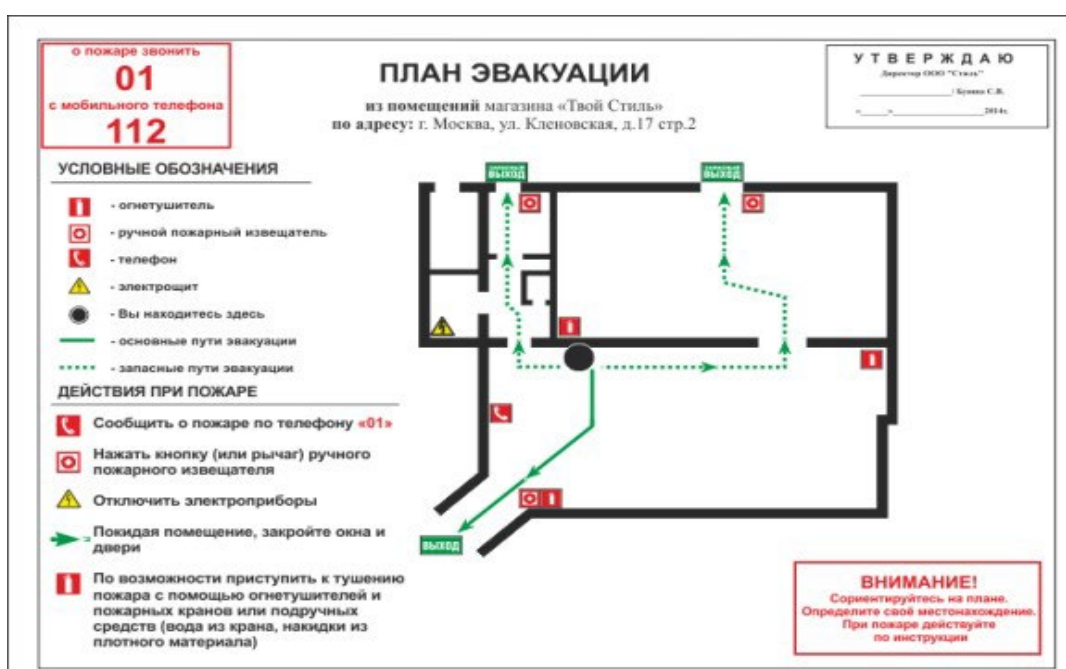 о пожаре звонить
01
с мобильного телефона
112
ПЛАН ЭВАКУАЦИИ
из помещений магазина «Твой Стиль»
по адресу: г. Москва, ул. Кленовская, д.17 стр.2
УТВЕРЖДАЮ
Директор ООО "Стиль"
2014г.
УСЛОВНЫЕ ОБОЗНАЧЕНИЯ
- огнетушитель
- ручной пожарный извещатель
- телефон
- электрощит
- Вы находитесь здесь
- основные пути эвакуации
- запасные пути эвакуации
ДЕЙСТВИЯ ПРИ ПОЖАРЕ
Сообщить о пожаре по телефону «01»
Нажать кнопку (или рычаг) ручного
пожарного извещателя
Отключить электроприборы
Покидая помещение, закройте окна и
двери
По возможности приступить к тушению
пожара с помощью огнетушителей и
пожарных кранов или подручных
средств (вода из крана, накидки из
плотного материала)
ЗАПАСНЫЙ
ВЫХОД
ЗАПАСНЫЙ
ВЫХОД
ВЫХОД
ВНИМАНИЕ!
Сориентируйтесь на плане.
Определите своё местонахождение.
При пожаре действуйте
по инструкции